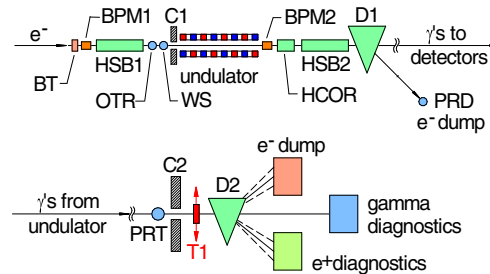 BPM1
C1
BPM2
D1
e-
γ's to
detectors
HSB1
undulator
HSB2
BT
OTR
WS
HCOR
PRD
e- dump
C2
e- dump
D2
γ's from
undulator
PRT
T1
gamma
diagnostics
e+diagnostics